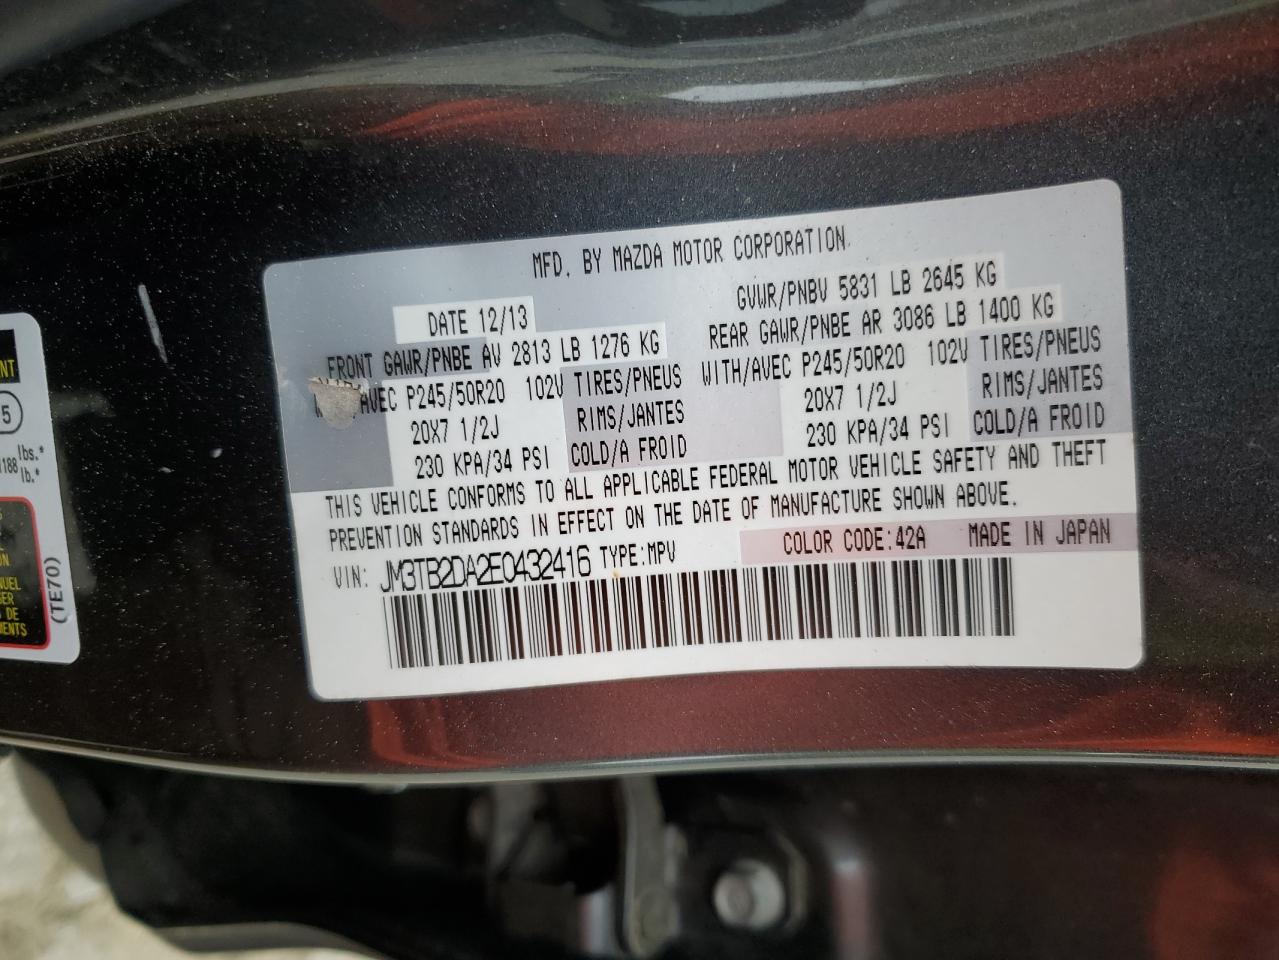 MFD. BY MAZDA MOTOR CORPORATION
DATE 12/13
GVWR/PNBV 5831 LB 2645 KG
FRONT GAWR/PNBE AV 2813 LB 1276 KG
REAR GAWR/PNBE AR 3086 LB 1400 KG
AVEC P245/50R20 102V TIRES/PNEUS
WITH/AVEC P245/50R20 102V TIRES/PNEUS
20X7 1/2J RIMS/JANTES
20X7 1/2J RIMS/JANTES
230 KPA/34 PSI COLD/A FROID
230 KPA/34 PSI COLD/A FROID
THIS VEHICLE CONFORMS TO ALL APPLICABLE FEDERAL MOTOR VEHICLE SAFETY AND THEFT
PREVENTION STANDARDS IN EFFECT ON THE DATE OF MANUFACTURE SHOWN ABOVE.
VIN: JM3TB2DA2E0432416 TYPE:MPV
COLOR CODE:42A MADE IN JAPAN
NT
5
lbs.*
188 lb.*
(TE70)